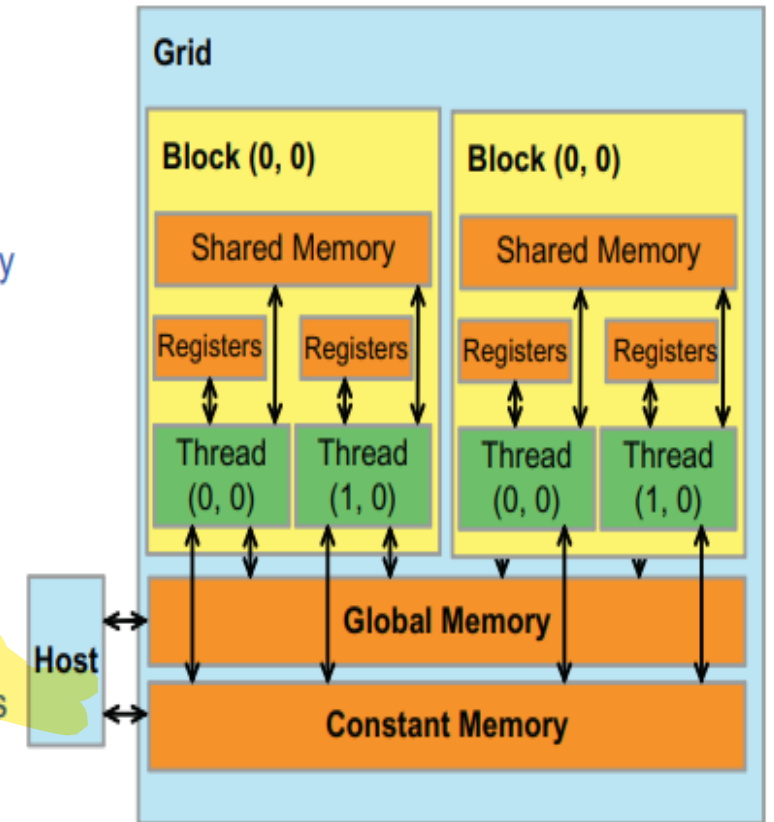 Grid
Block (0, 0)
Block (0, 0)
Shared Memory
Shared Memory
y
Registers
Registers
Registers
Registers
Thread
(0, 0)
Thread
(1, 0)
Thread
(0, 0)
Thread
(1, 0)
Global Memory
Host
s
Constant Memory